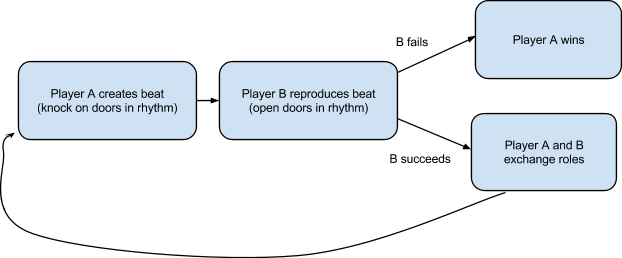 Player A creates beat
(knock on doors in rhythm)
Player B reproduces beat
(open doors in rhythm)
B fails
Player A wins
B succeeds
Player A and B
exchange roles